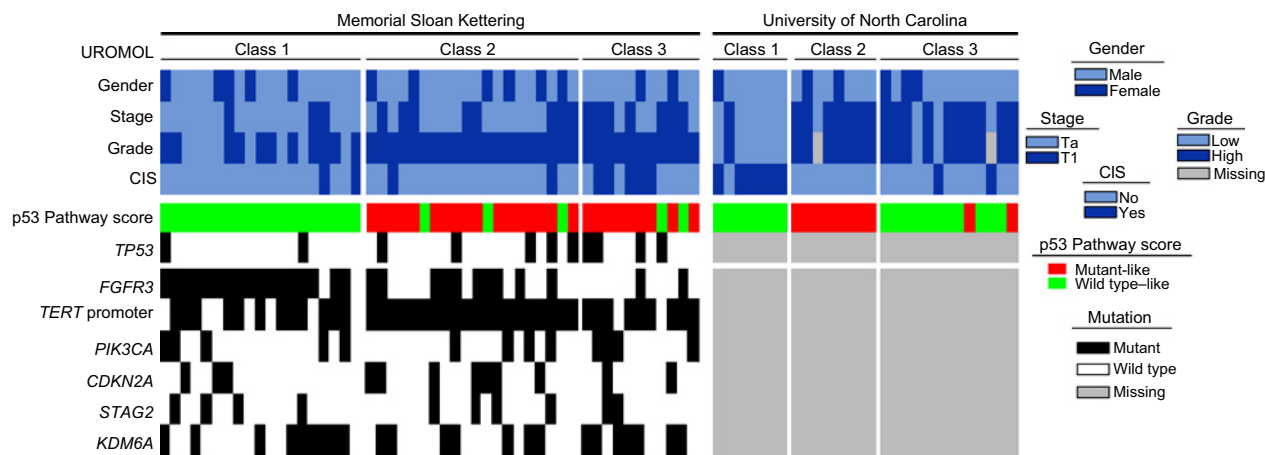 Memorial Sloan Kettering
University of North Carolina
UROMOL
Class 1
Class 2
Class 3
Class 1
Class 2
Class 3
Gender
Stage
Grade
CIS
p53 Pathway score
TP53
FGFR3
TERT promoter
PIK3CA
CDKN2A
STAG2
KDM6A
Gender
Male
Female
Stage
Ta
T1
Grade
Low
High
Missing
CIS
No
Yes
p53 Pathway score
Mutant-like
Wild type–like
Mutation
Mutant
Wild type
Missing